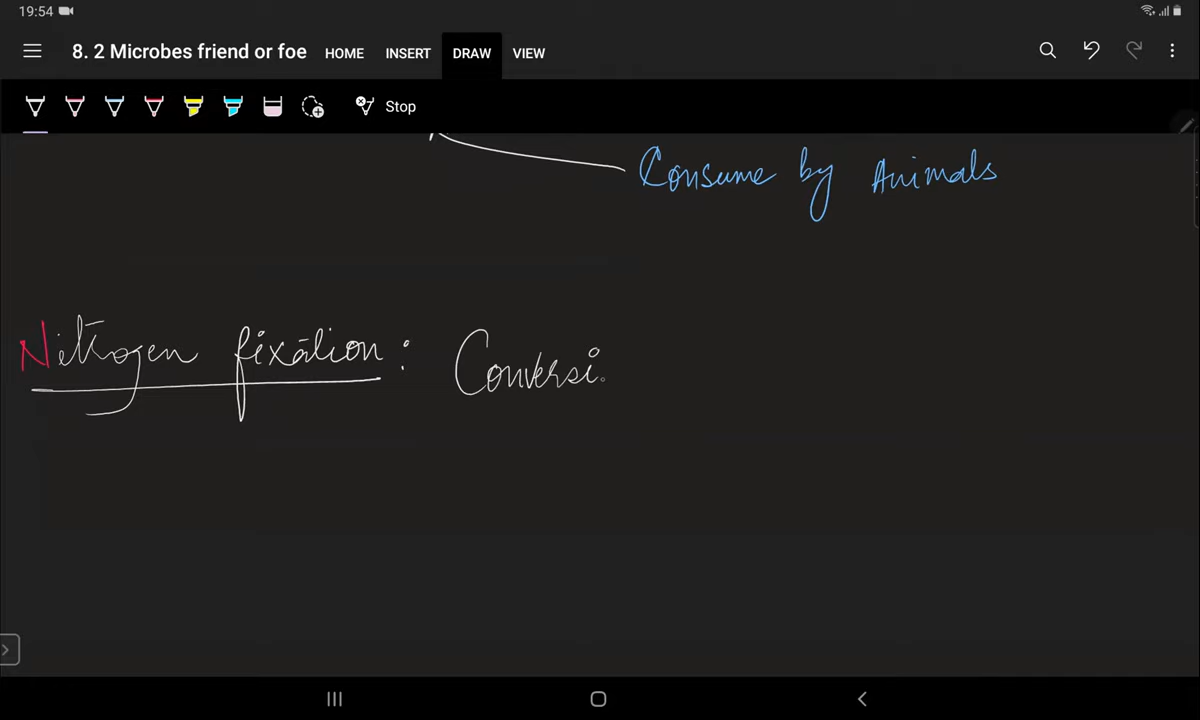 19:54
8. 2 Microbes friend or foe HOME INSERT DRAW VIEW
Stop
Consume by Animals
Nitrogen fixation: Conversi